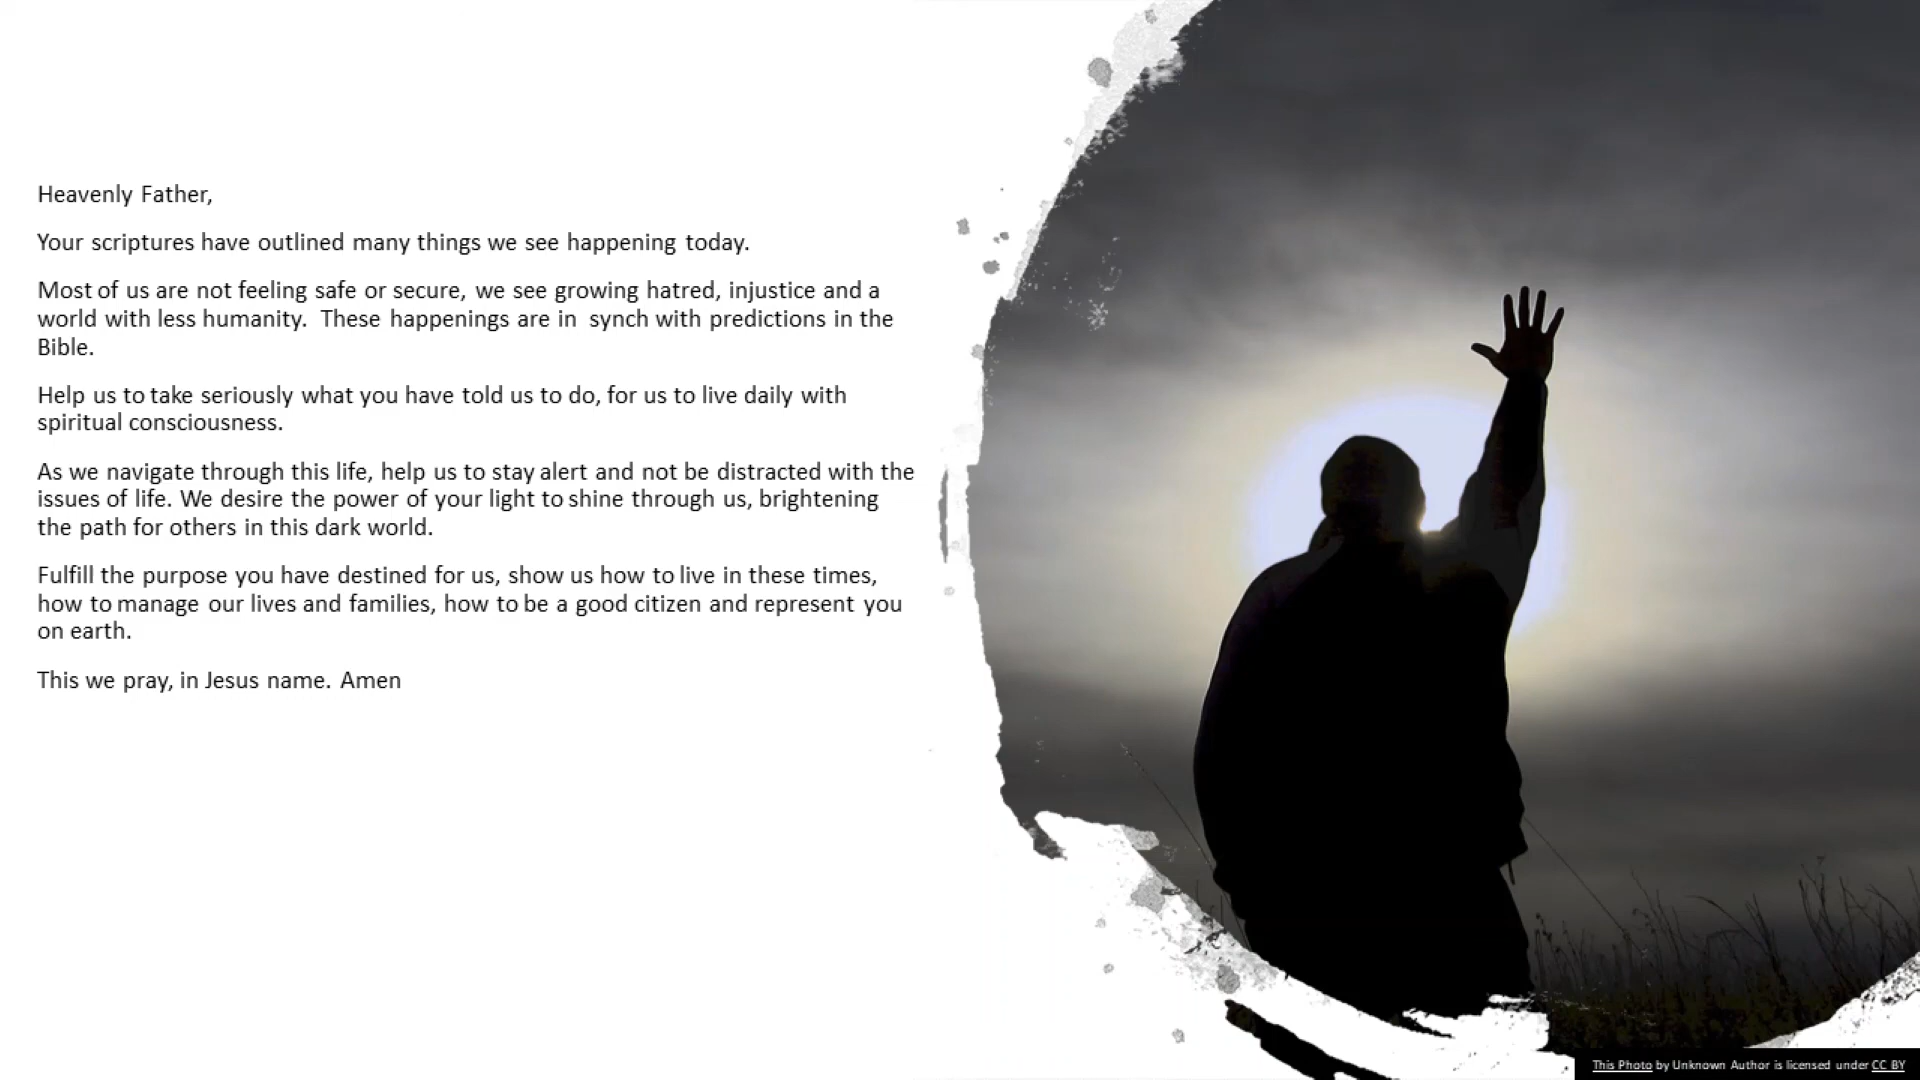 Heavenly Father,
Your scriptures have outlined many things we see happening today.
Most of us are not feeling safe or secure, we see growing hatred, injustice and a
world with less humanity.  These happenings are in  synch with predictions in the
Bible.
Help us to take seriously what you have told us to do, for us to live daily with
spiritual consciousness.
As we navigate through this life, help us to stay alert and not be distracted with the
issues of life. We desire the power of your light to shine through us, brightening
the path for others in this dark world.
Fulfill the purpose you have destined for us, show us how to live in these times,
how to manage our lives and families, how to be a good citizen and represent you
on earth.
This we pray, in Jesus name. Amen
This Photo by Unknown Author is licensed under CC BY